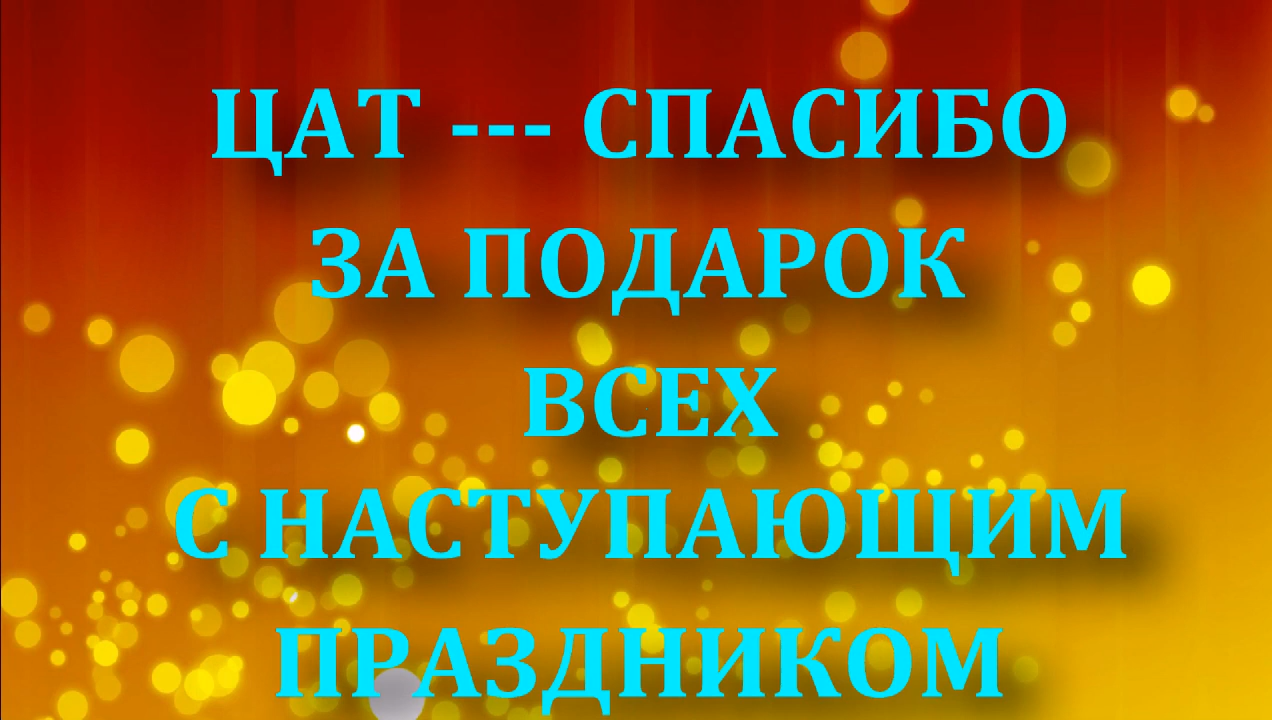 ЦАТ --- СПАСИБО
ЗА ПОДАРОК
ВСЕХ
С НАСТУПАЮЩИМ
ПРАЗДНИКОМ